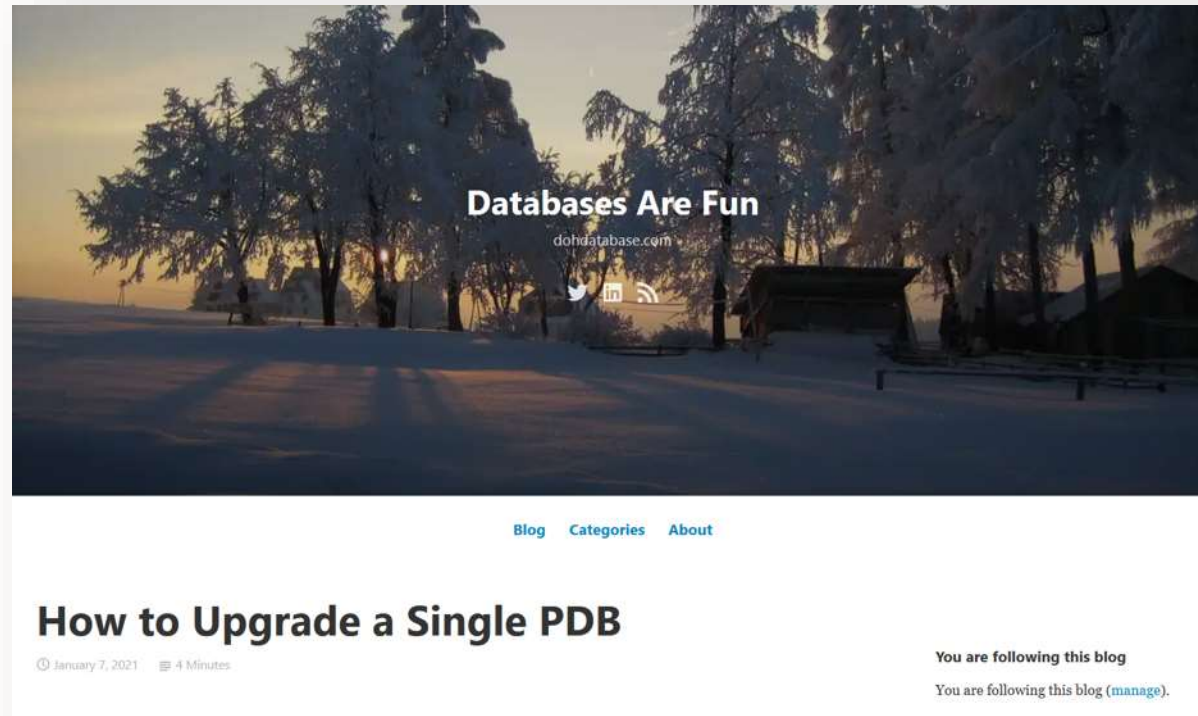 Databases Are Fun
dohdatabase.com
Blog Categories About
How to Upgrade a Single PDB
January 7, 2021 4 Minutes
You are following this blog
You are following this blog (manage).